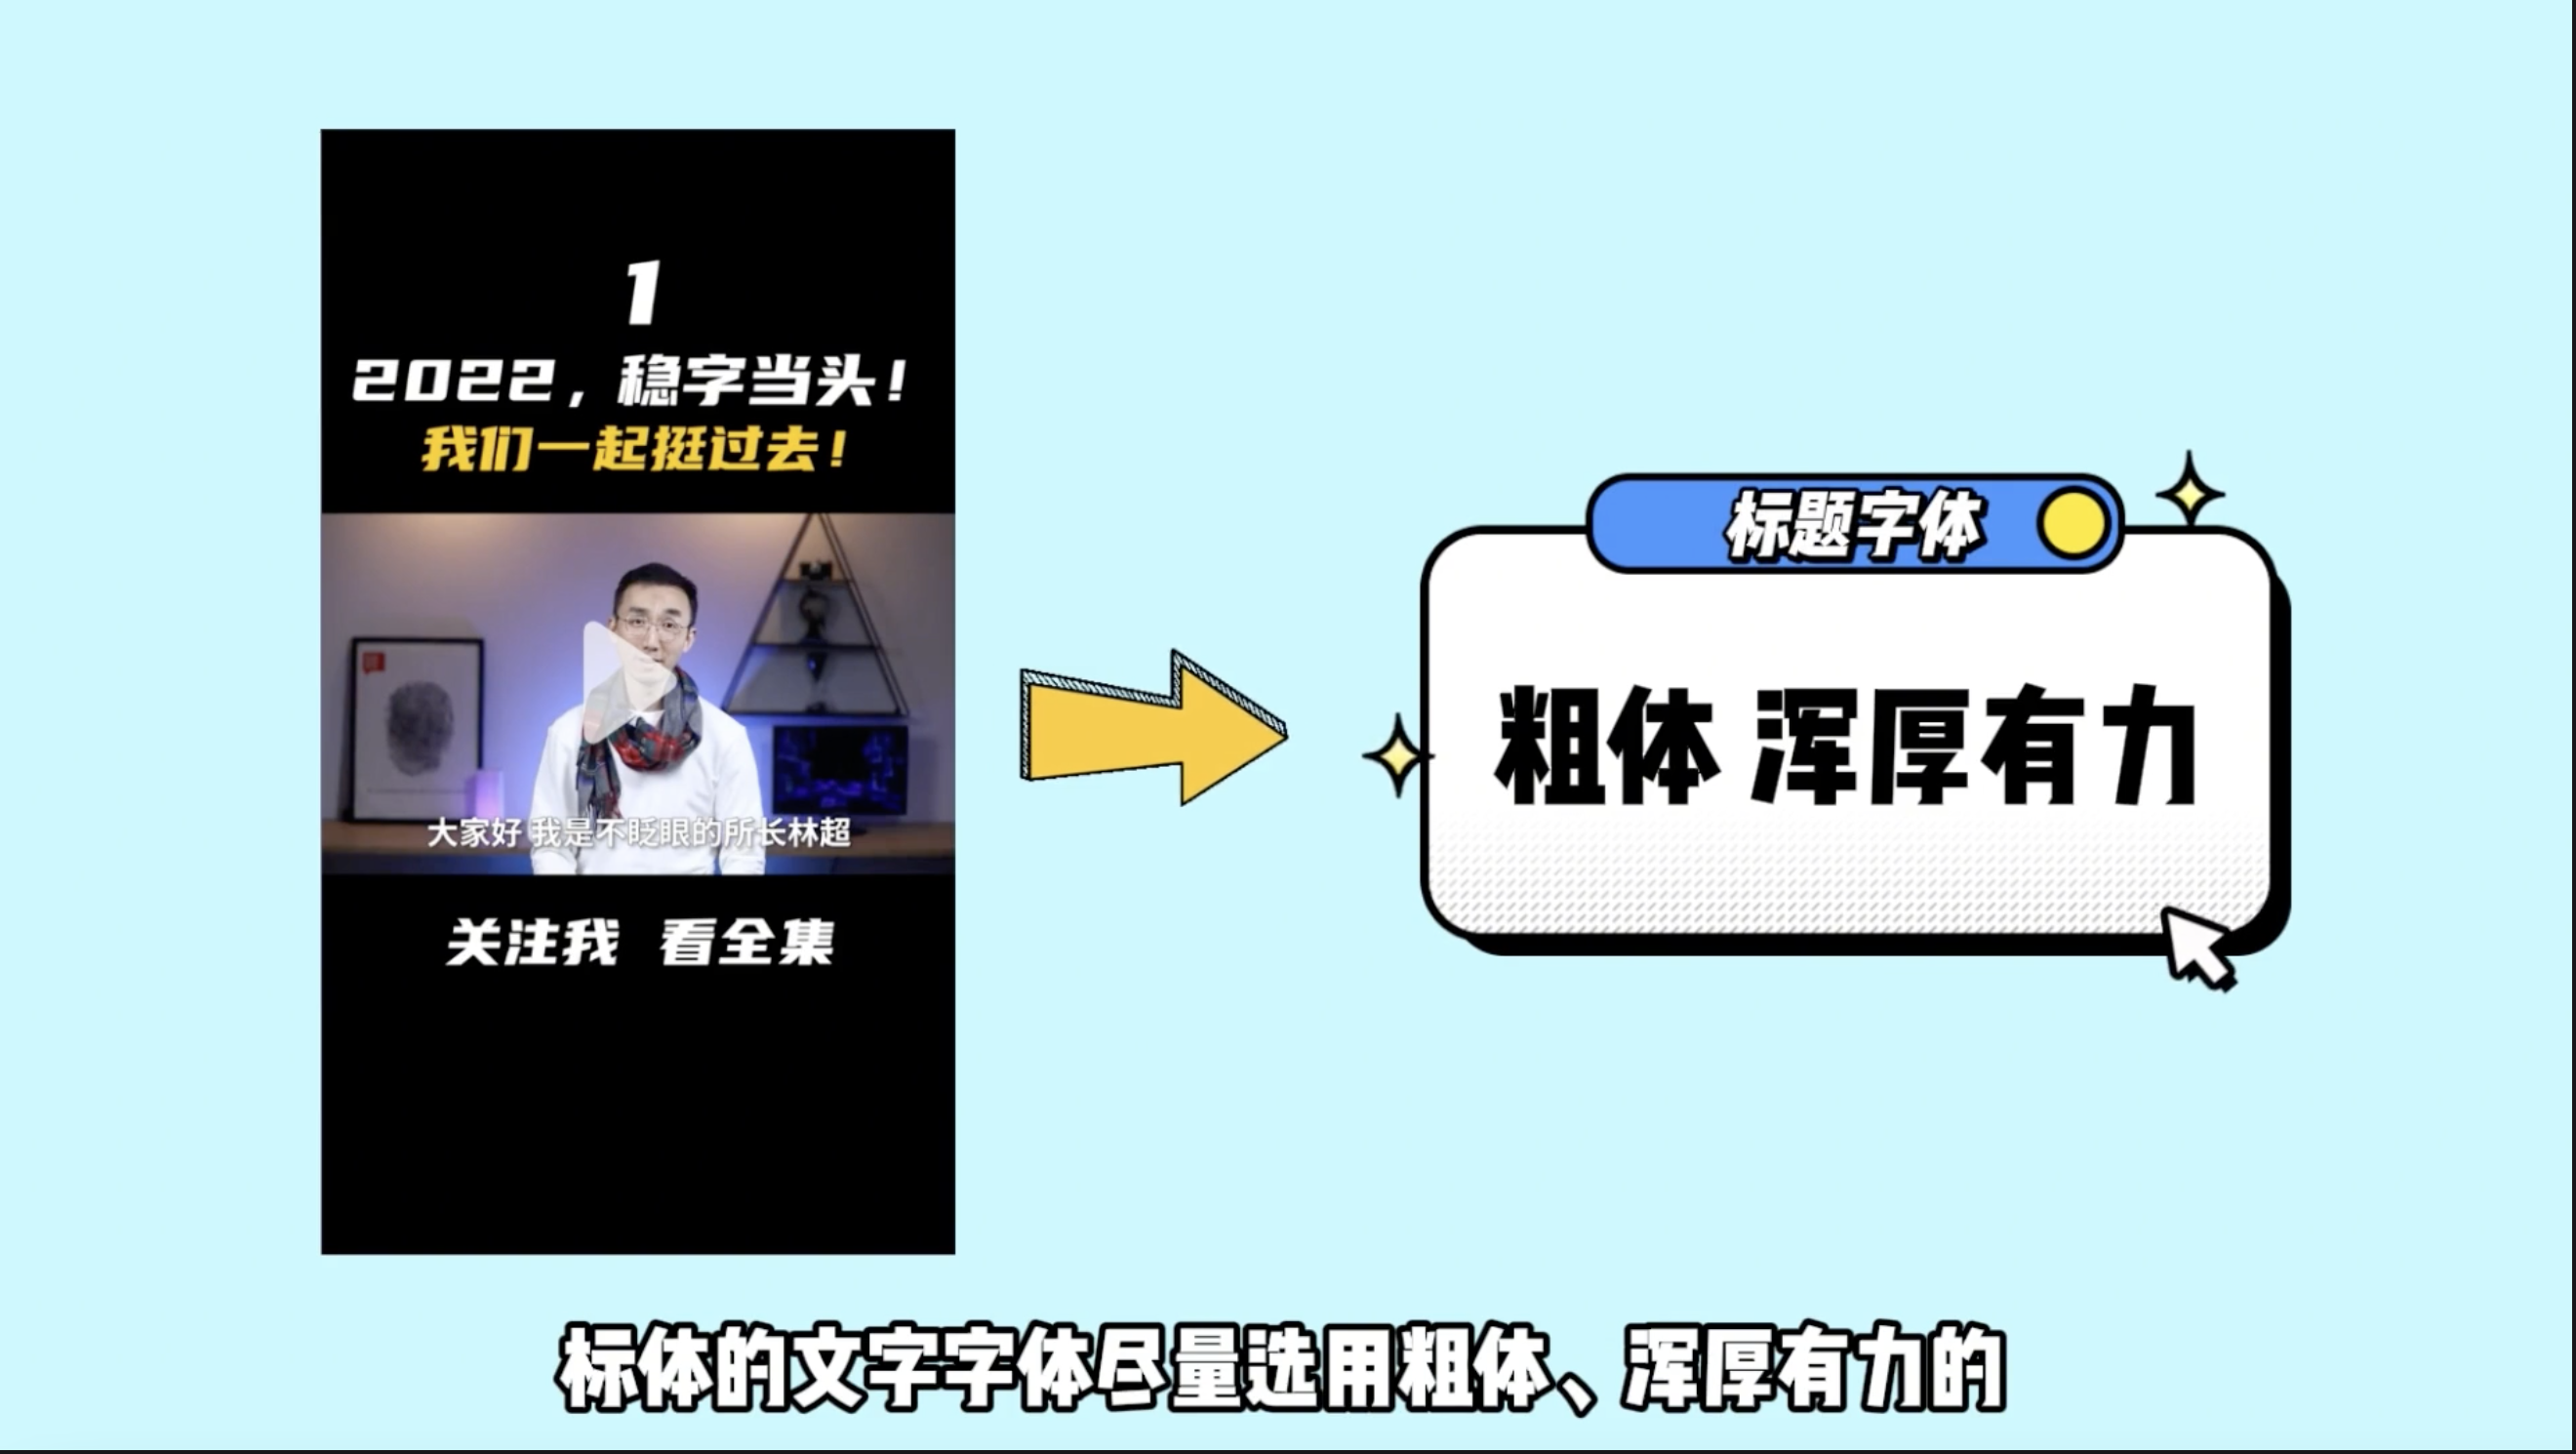 1
2022，稳字当头！
我们一起挺过去！
大家好 我是不眨眼的所长林超
关注我 看全集
标题字体
粗体 浑厚有力
标体的文字字体尽量选用粗体、浑厚有力的